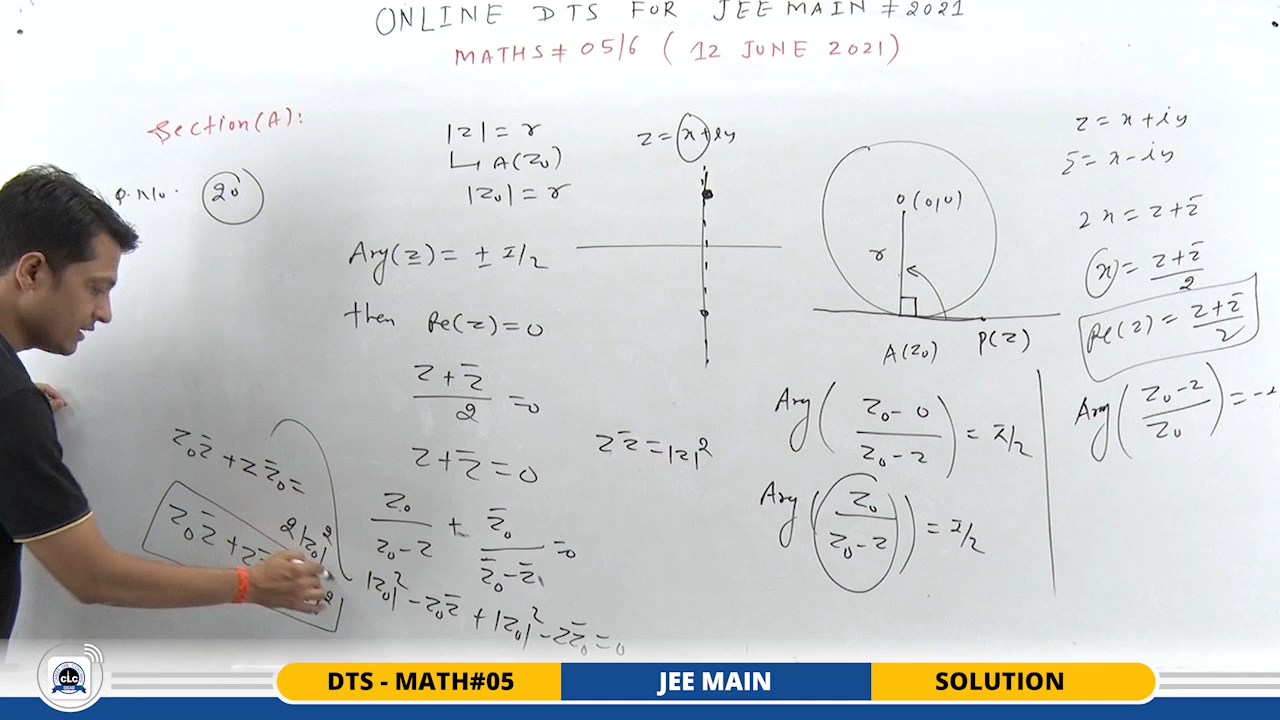 ONLINE DTS FOR JEE MAIN # 2021
MATHS# 05/6 ( 12 JUNE 2021)
Section(A):
Q. No. 20
|z| = r
A(z₀)
|z₀| = r
Arg(z) = ± π/2
then Re(z) = 0
(z + z̄)/2 = 0
z + z̄ = 0
z₀/(z₀ - z) + z̄₀/(z̄₀ - z̄) = 0
|z₀|² - z₀z̄ + |z₀|² - zz̄₀ = 0
z₀z̄ + zz̄₀ =
2|z₀|²
z₀z̄ + z
z = x + iy
zz̄ = |z|²
O(0,0)
r
A(z₀)
P(z)
Arg((z₀ - 0)/(z₀ - z)) = π/2
Arg(z₀/(z₀ - z)) = π/2
z = x + iy
z̄ = x - iy
2x = z + z̄
x = (z + z̄)/2
Re(z) = (z + z̄)/2
Arg((z₀ - z)/z₀) = -
CLC
SIKAR
DTS - MATH#05
JEE MAIN
SOLUTION